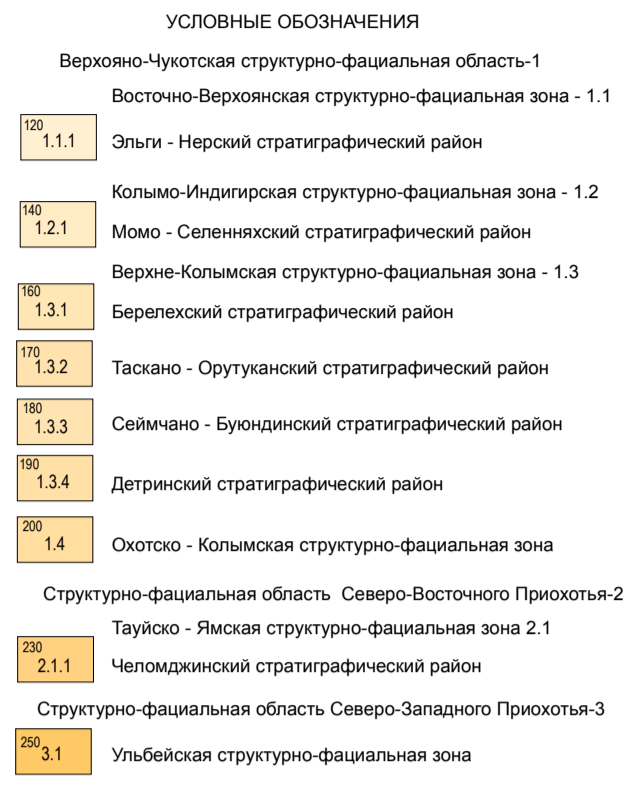 УСЛОВНЫЕ ОБОЗНАЧЕНИЯ
Верхояно-Чукотская структурно-фациальная область-1
Восточно-Верхоянская структурно-фациальная зона - 1.1
120
1.1.1 Эльги - Нерский стратиграфический район
Колымо-Индигирская структурно-фациальная зона - 1.2
140
1.2.1 Момо - Селенняхский стратиграфический район
Верхне-Колымская структурно-фациальная зона - 1.3
160
1.3.1 Берелехский стратиграфический район
170
1.3.2 Таскано - Орутуканский стратиграфический район
180
1.3.3 Сеймчано - Буюндинский стратиграфический район
190
1.3.4 Детринский стратиграфический район
200
1.4 Охотско - Колымская структурно-фациальная зона
Структурно-фациальная область Северо-Восточного Приохотья-2
Тауйско - Ямская структурно-фациальная зона 2.1
230
2.1.1 Челомджинский стратиграфический район
Структурно-фациальная область Северо-Западного Приохотья-3
250
3.1 Ульбейская структурно-фациальная зона